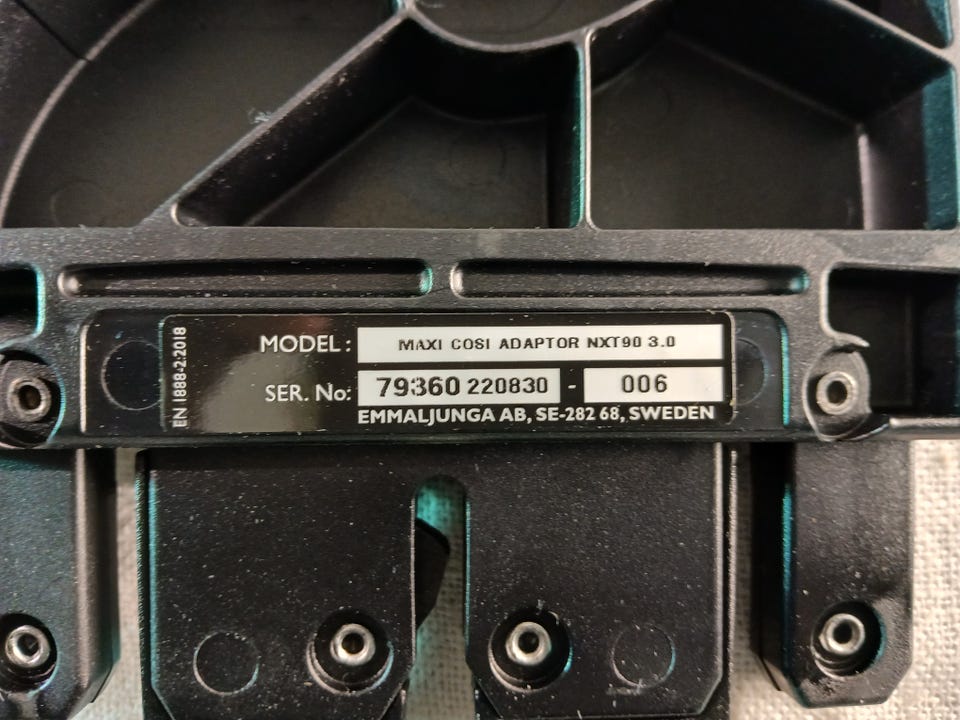 EN 1888-2:2018
MODEL: MAXI COSI ADAPTOR NXT90 3.0
SER. No: 79360 220830 - 006
EMMALJUNGA AB, SE-282 68, SWEDEN